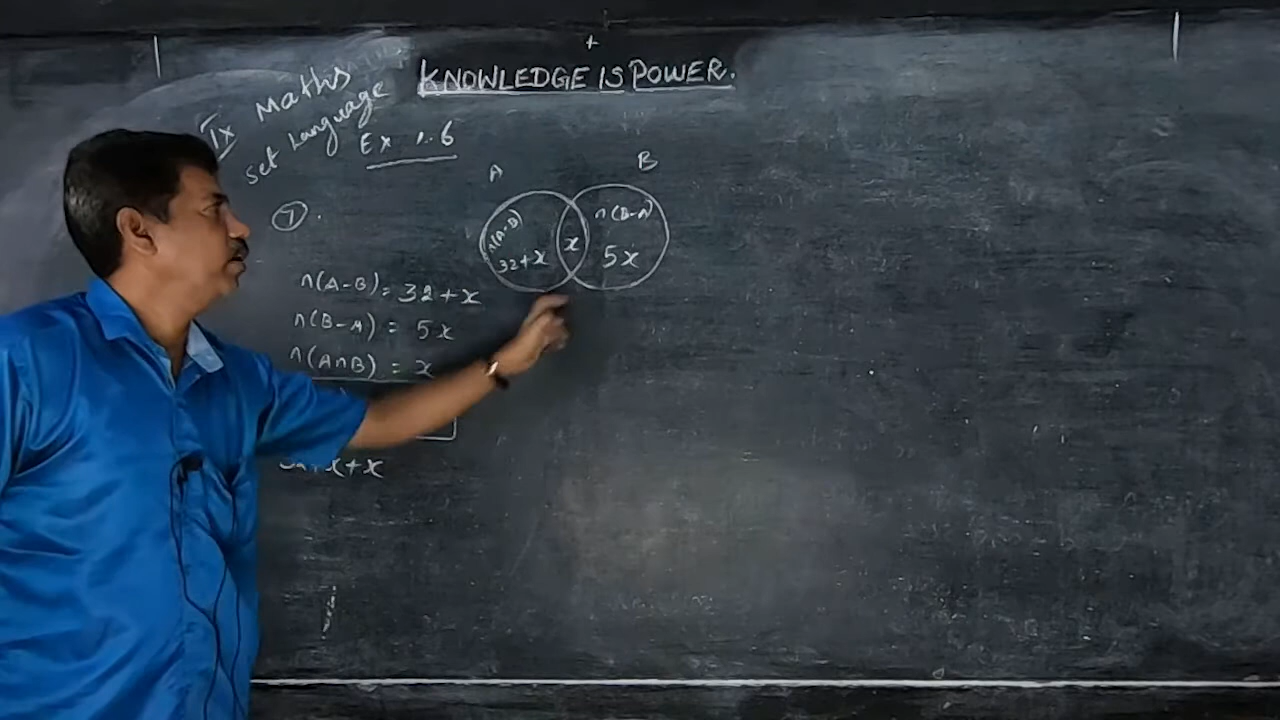 KNOWLEDGE IS POWER.
IX Maths
Set Language
Ex 1.6
7.
A B
n(A-B) n(B-A)
32+x x 5x
n(A-B) = 32+x
n(B-A) = 5x
n(A∩B) = x
x+x